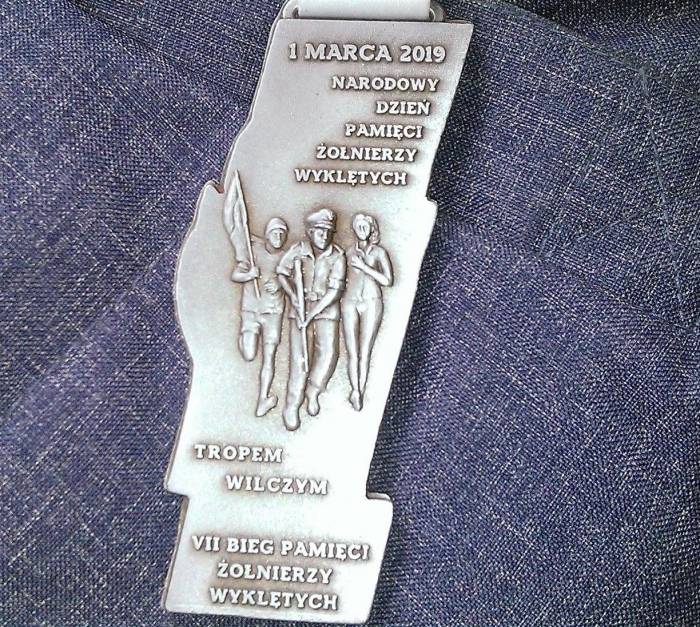 1 MARCA 2019
NARODOWY
DZIEŃ
PAMIĘCI
ŻOŁNIERZY
WYKLĘTYCH
TROPEM
WILCZYM
VII BIEG PAMIĘCI
ŻOŁNIERZY
WYKLĘTYCH